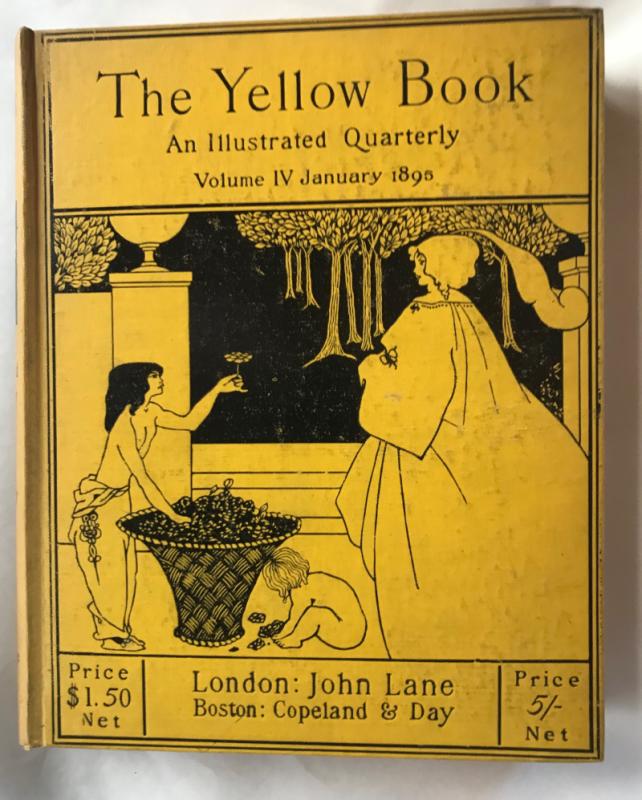 The Yellow Book
An Illustrated Quarterly
Volume IV January 1895
Price
$1.50
Net
London: John Lane
Boston: Copeland & Day
Price
5/-
Net